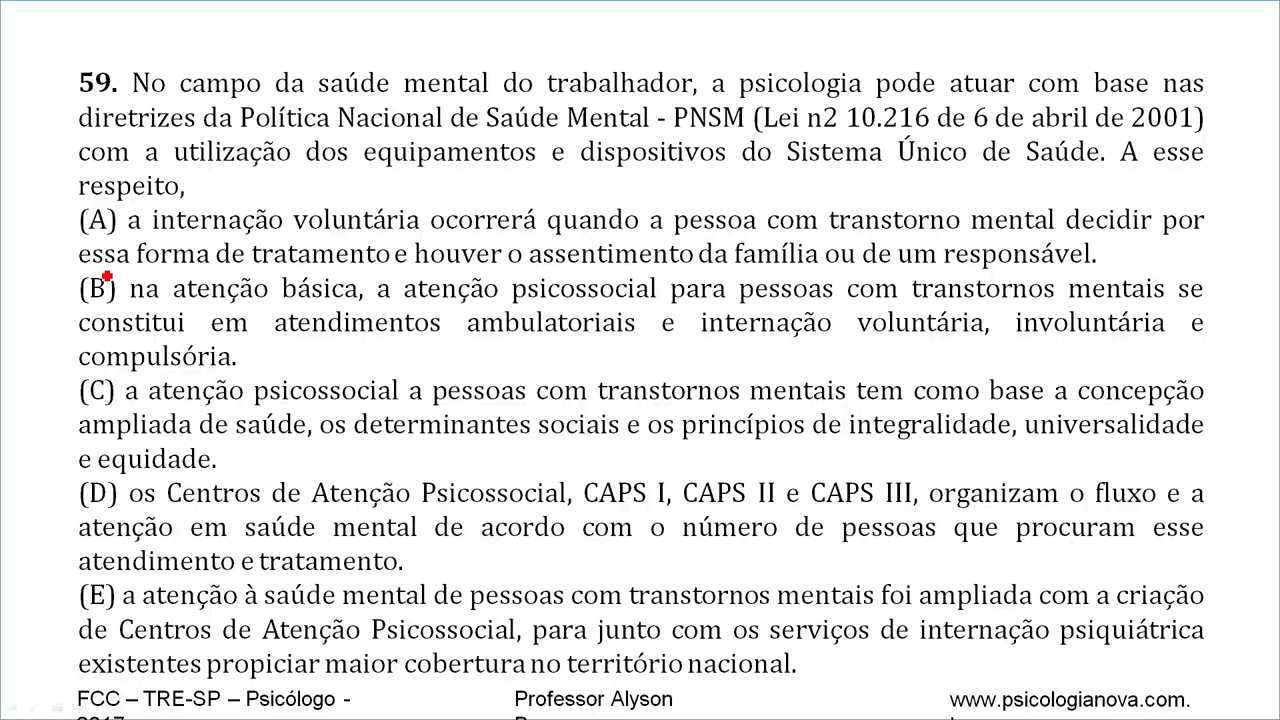 59. No campo da saúde mental do trabalhador, a psicologia pode atuar com base nas
diretrizes da Política Nacional de Saúde Mental - PNSM (Lei n2 10.216 de 6 de abril de 2001)
com a utilização dos equipamentos e dispositivos do Sistema Único de Saúde. A esse
respeito,
(A) a internação voluntária ocorrerá quando a pessoa com transtorno mental decidir por
essa forma de tratamento e houver o assentimento da família ou de um responsável.
(B) na atenção básica, a atenção psicossocial para pessoas com transtornos mentais se
constitui em atendimentos ambulatoriais e internação voluntária, involuntária e
compulsória.
(C) a atenção psicossocial a pessoas com transtornos mentais tem como base a concepção
ampliada de saúde, os determinantes sociais e os princípios de integralidade, universalidade
e equidade.
(D) os Centros de Atenção Psicossocial, CAPS I, CAPS II e CAPS III, organizam o fluxo e a
atenção em saúde mental de acordo com o número de pessoas que procuram esse
atendimento e tratamento.
(E) a atenção à saúde mental de pessoas com transtornos mentais foi ampliada com a criação
de Centros de Atenção Psicossocial, para junto com os serviços de internação psiquiátrica
existentes propiciar maior cobertura no território nacional.
FCC – TRE-SP – Psicólogo -
Professor Alyson
www.psicologianova.com.